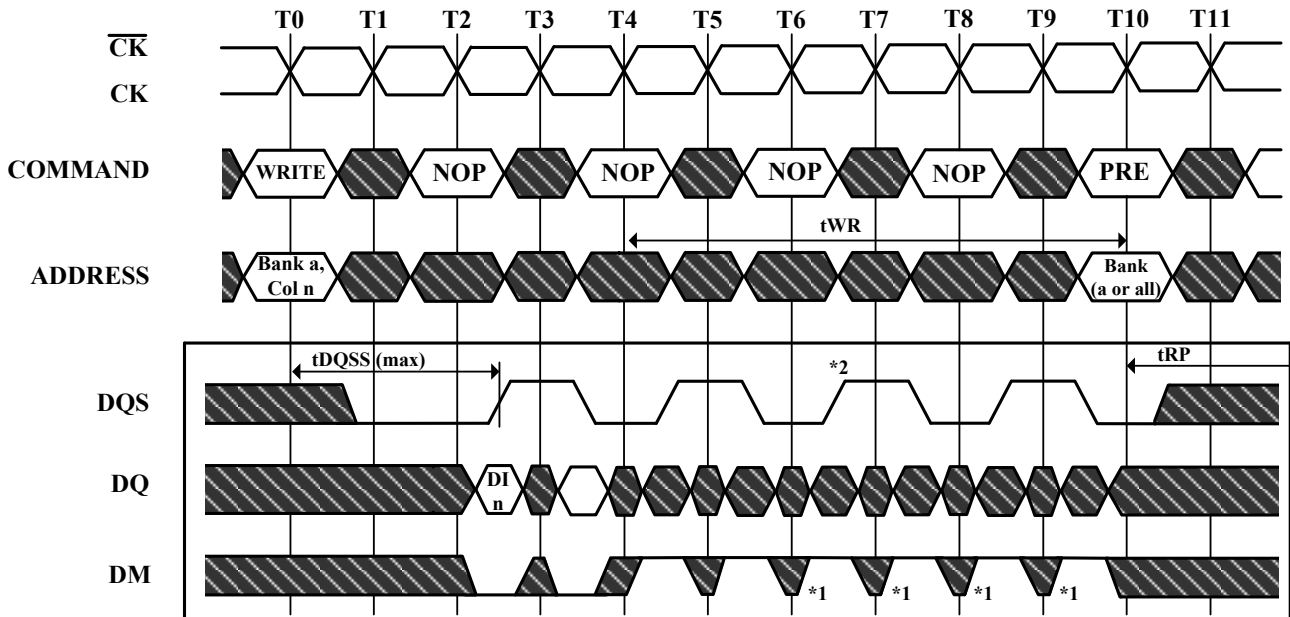 T0 T1 T2 T3 T4 T5 T6 T7 T8 T9 T10 T11
CK
CK
COMMAND WRITE NOP NOP NOP NOP PRE
tWR
ADDRESS Bank a, Col n Bank (a or all)
tDQSS (max) *2 tRP
DQS
DQ DI n
DM *1 *1 *1 *1